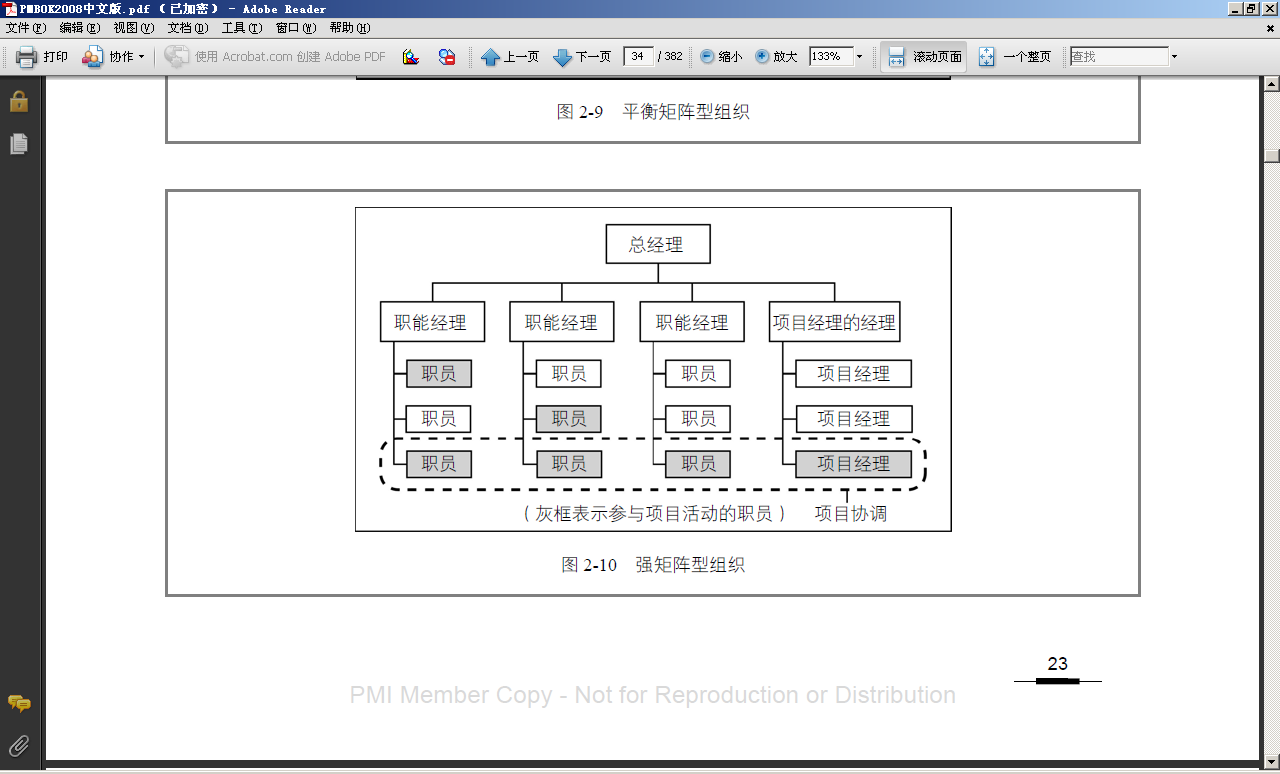 PMBOK2008中文版.pdf (已加密) - Adobe Reader
文件(F) 编辑(E) 视图(V) 文档(D) 工具(T) 窗口(W) 帮助(H)
打印 协作 使用 Acrobat.com 创建 Adobe PDF 上一页 下一页 34 / 382 缩小 放大 133% 滚动页面 一个整页 查找
图 2-9 平衡矩阵型组织
总经理
职能经理 职能经理 职能经理 项目经理的经理
职员 职员 职员 项目经理
职员 职员 职员 项目经理
职员 职员 职员 项目经理
(灰框表示参与项目活动的职员) 项目协调
图 2-10 强矩阵型组织
23
PMI Member Copy - Not for Reproduction or Distribution